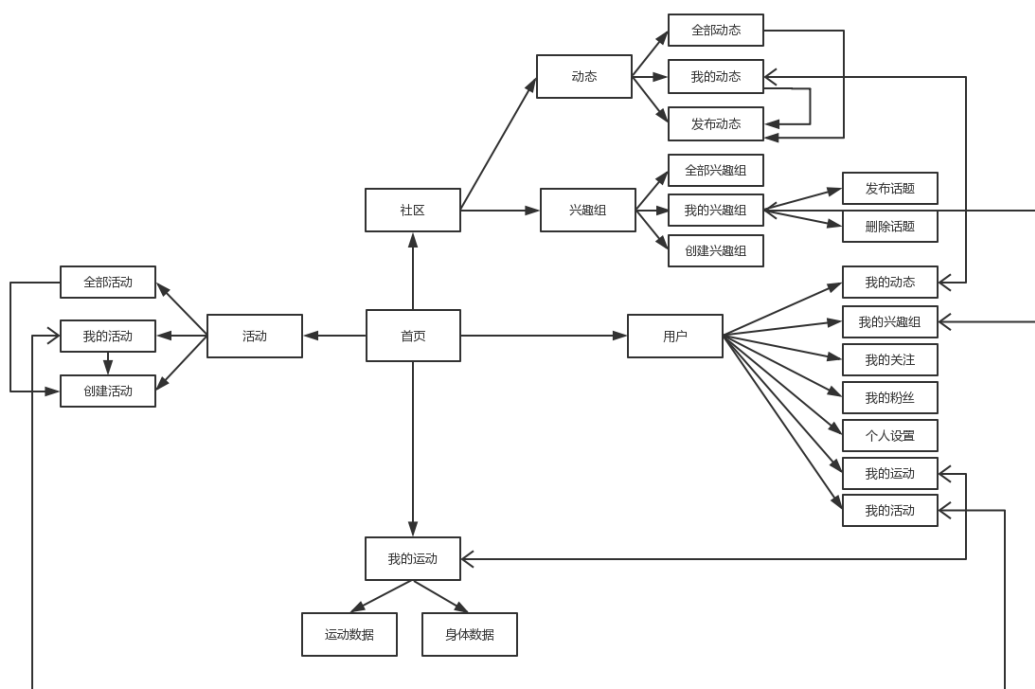 全部动态
动态
我的动态
发布动态
全部兴趣组
社区
兴趣组
我的兴趣组
创建兴趣组
发布话题
删除话题
全部活动
我的活动
创建活动
活动
首页
用户
我的动态
我的兴趣组
我的关注
我的粉丝
个人设置
我的运动
我的活动
我的运动
运动数据
身体数据